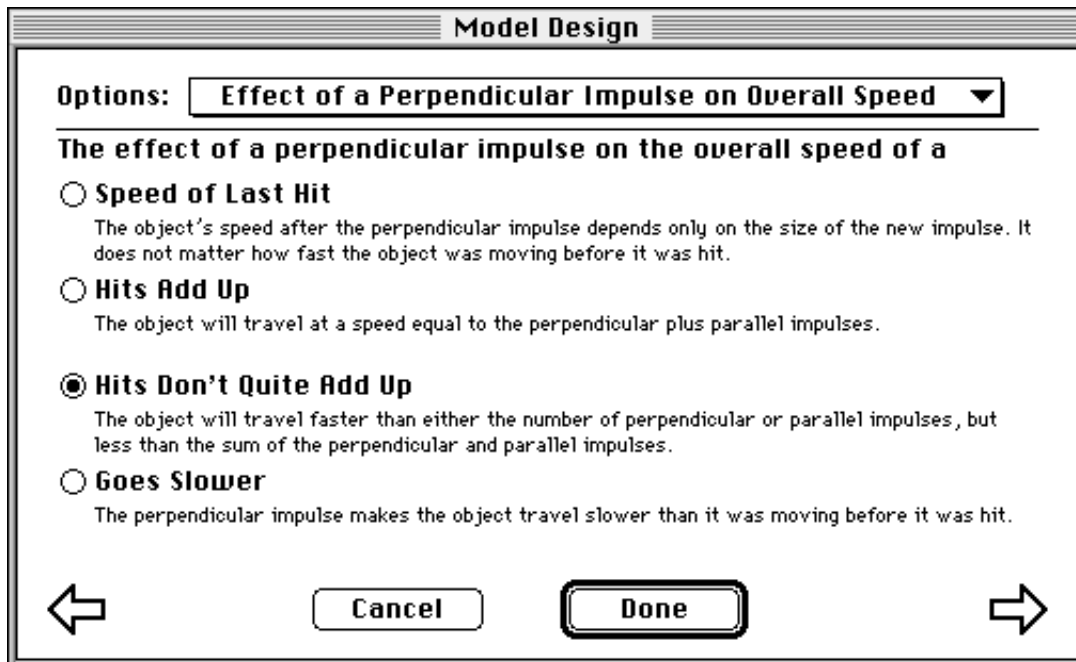 Model Design
Options: Effect of a Perpendicular Impulse on Overall Speed
The effect of a perpendicular impulse on the overall speed of a
Speed of Last Hit
The object's speed after the perpendicular impulse depends only on the size of the new impulse. It
does not matter how fast the object was moving before it was hit.
Hits Add Up
The object will travel at a speed equal to the perpendicular plus parallel impulses.
Hits Don't Quite Add Up
The object will travel faster than either the number of perpendicular or parallel impulses, but
less than the sum of the perpendicular and parallel impulses.
Goes Slower
The perpendicular impulse makes the object travel slower than it was moving before it was hit.
Cancel Done